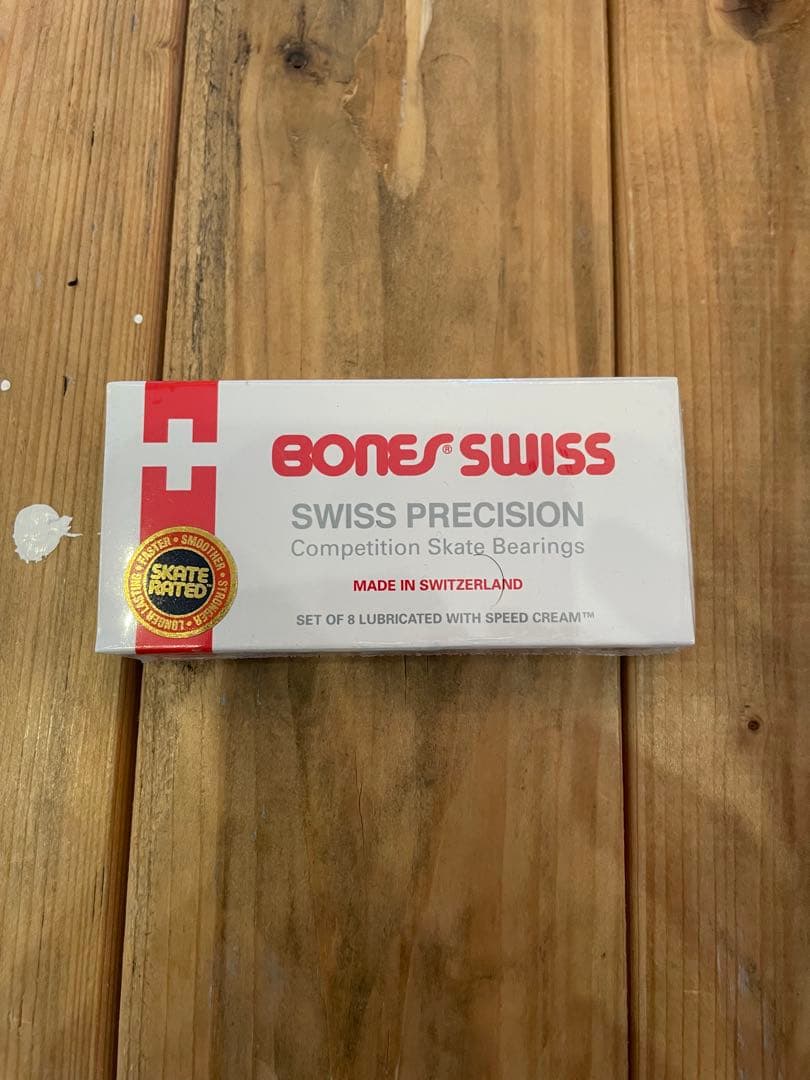 BONES® SWISS
SWISS PRECISION
Competition Skate Bearings
MADE IN SWITZERLAND
SET OF 8 LUBRICATED WITH SPEED CREAM™
FASTER • SMOOTHER • STRONGER • LONGER LASTING •
SKATE
RATED™